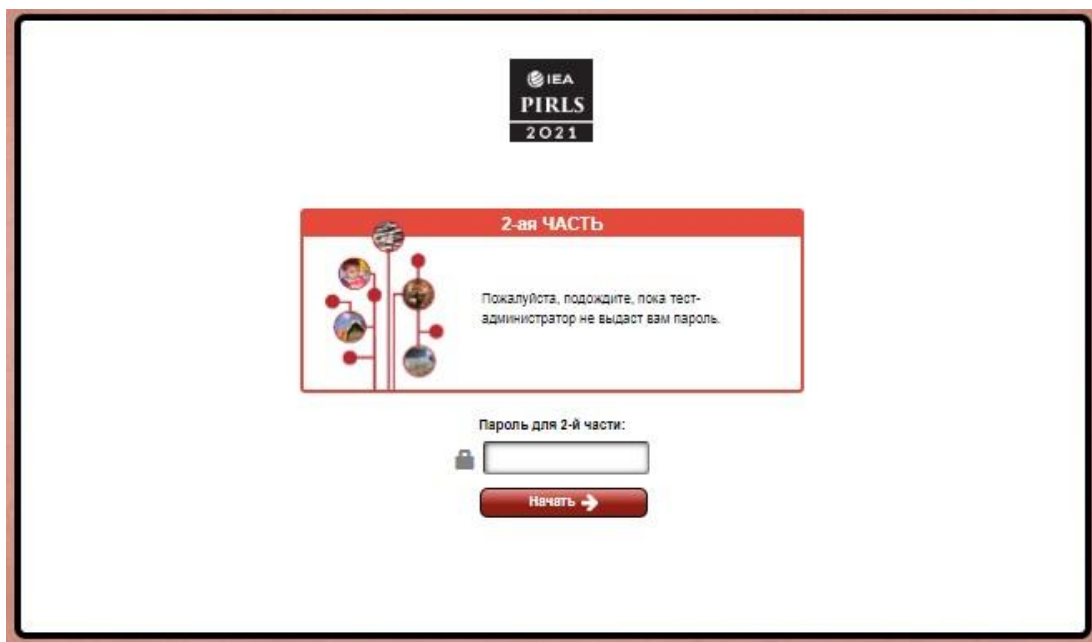 IEA
PIRLS
2021
2-ая ЧАСТЬ
Пожалуйста, подождите, пока тест-
администратор не выдаст вам пароль.
Пароль для 2-й части:
Начать